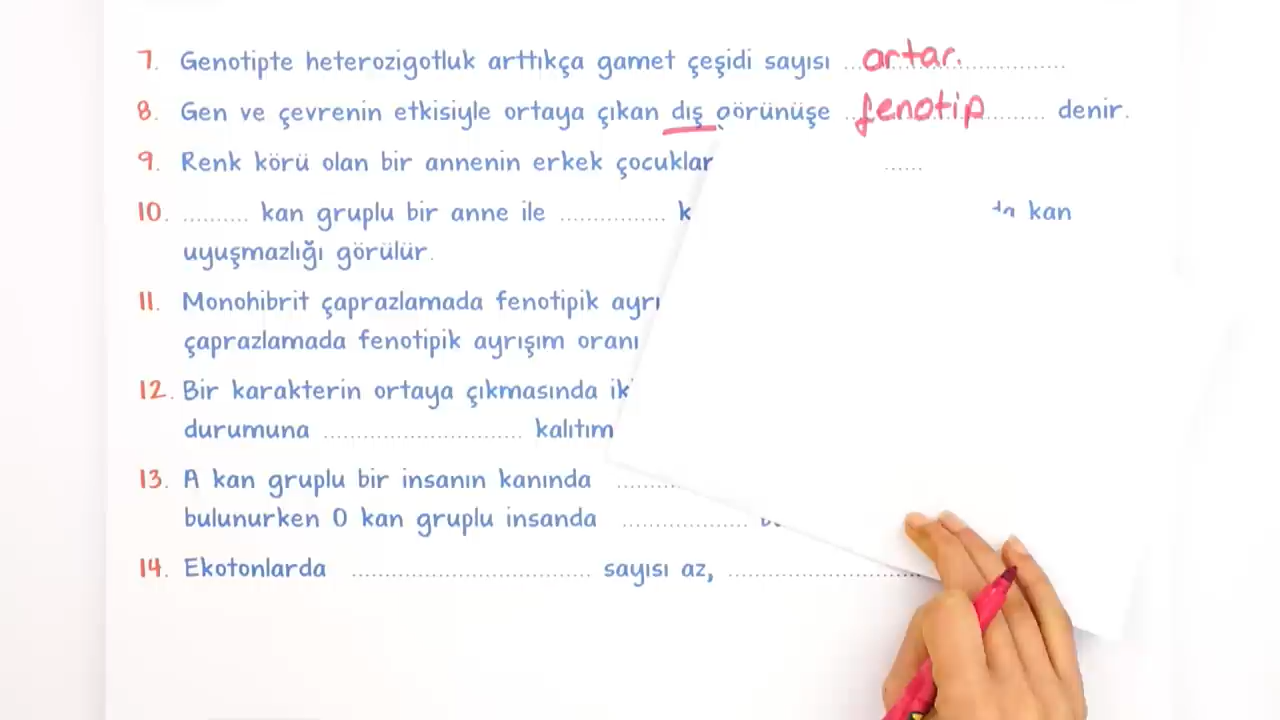 7. Genotipte heterozigotluk arttıkça gamet çeşidi sayısı ... artar. ...
8. Gen ve çevrenin etkisiyle ortaya çıkan dış görünüşe ... fenotip ... denir.
9. Renk körü olan bir annenin erkek çocuklar ......
10. .......... kan gruplu bir anne ile ................ k kan
uyuşmazlığı görülür.
11. Monohibrit çaprazlamada fenotipik ayrı
çaprazlamada fenotipik ayrışım oranı
12. Bir karakterin ortaya çıkmasında ik
durumuna .............................. kalıtım
13. A kan gruplu bir insanın kanında ..........
bulunurken 0 kan gruplu insanda ...................
14. Ekotonlarda .................................... sayısı az, .............................